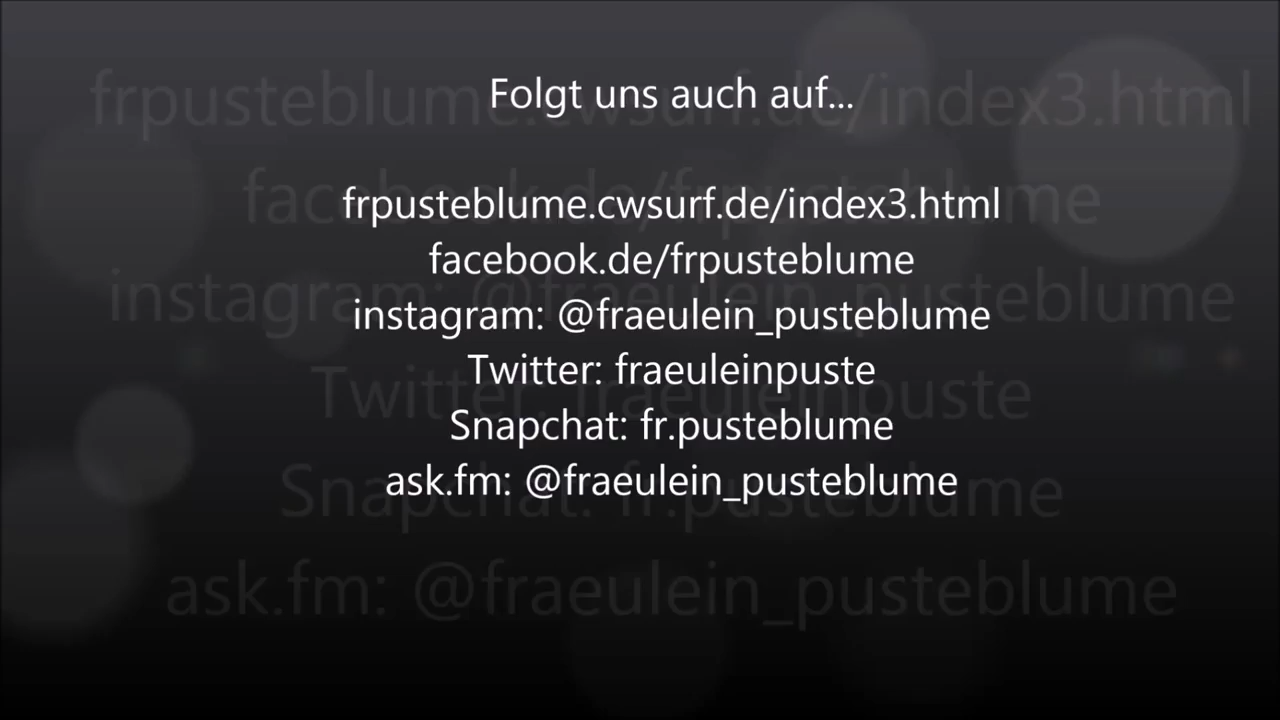 Folgt uns auch auf...
frpusteblume.cwsurf.de/index3.html
facebook.de/frpusteblume
instagram: @fraeulein_pusteblume
Twitter: fraeuleinpuste
Snapchat: fr.pusteblume
ask.fm: @fraeulein_pusteblume